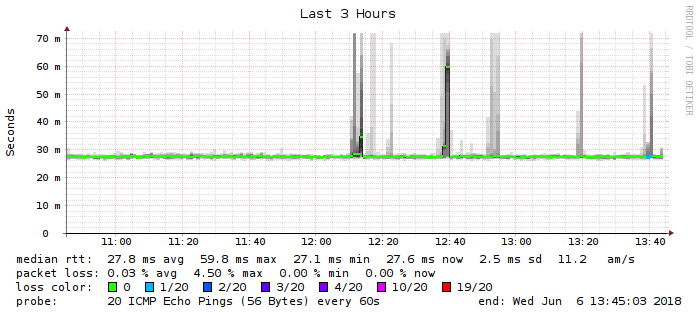 Last 3 Hours
RRDTOOL / TOBI OETIKER
Seconds
70 m
60 m
50 m
40 m
30 m
20 m
10 m
0
11:00 11:20 11:40 12:00 12:20 12:40 13:00 13:20 13:40
median rtt: 27.8 ms avg 59.8 ms max 27.1 ms min 27.6 ms now 2.5 ms sd 11.2 am/s
packet loss: 0.03 % avg 4.50 % max 0.00 % min 0.00 % now
loss color: 0 1/20 2/20 3/20 4/20 10/20 19/20
probe: 20 ICMP Echo Pings (56 Bytes) every 60s end: Wed Jun 6 13:45:03 2018